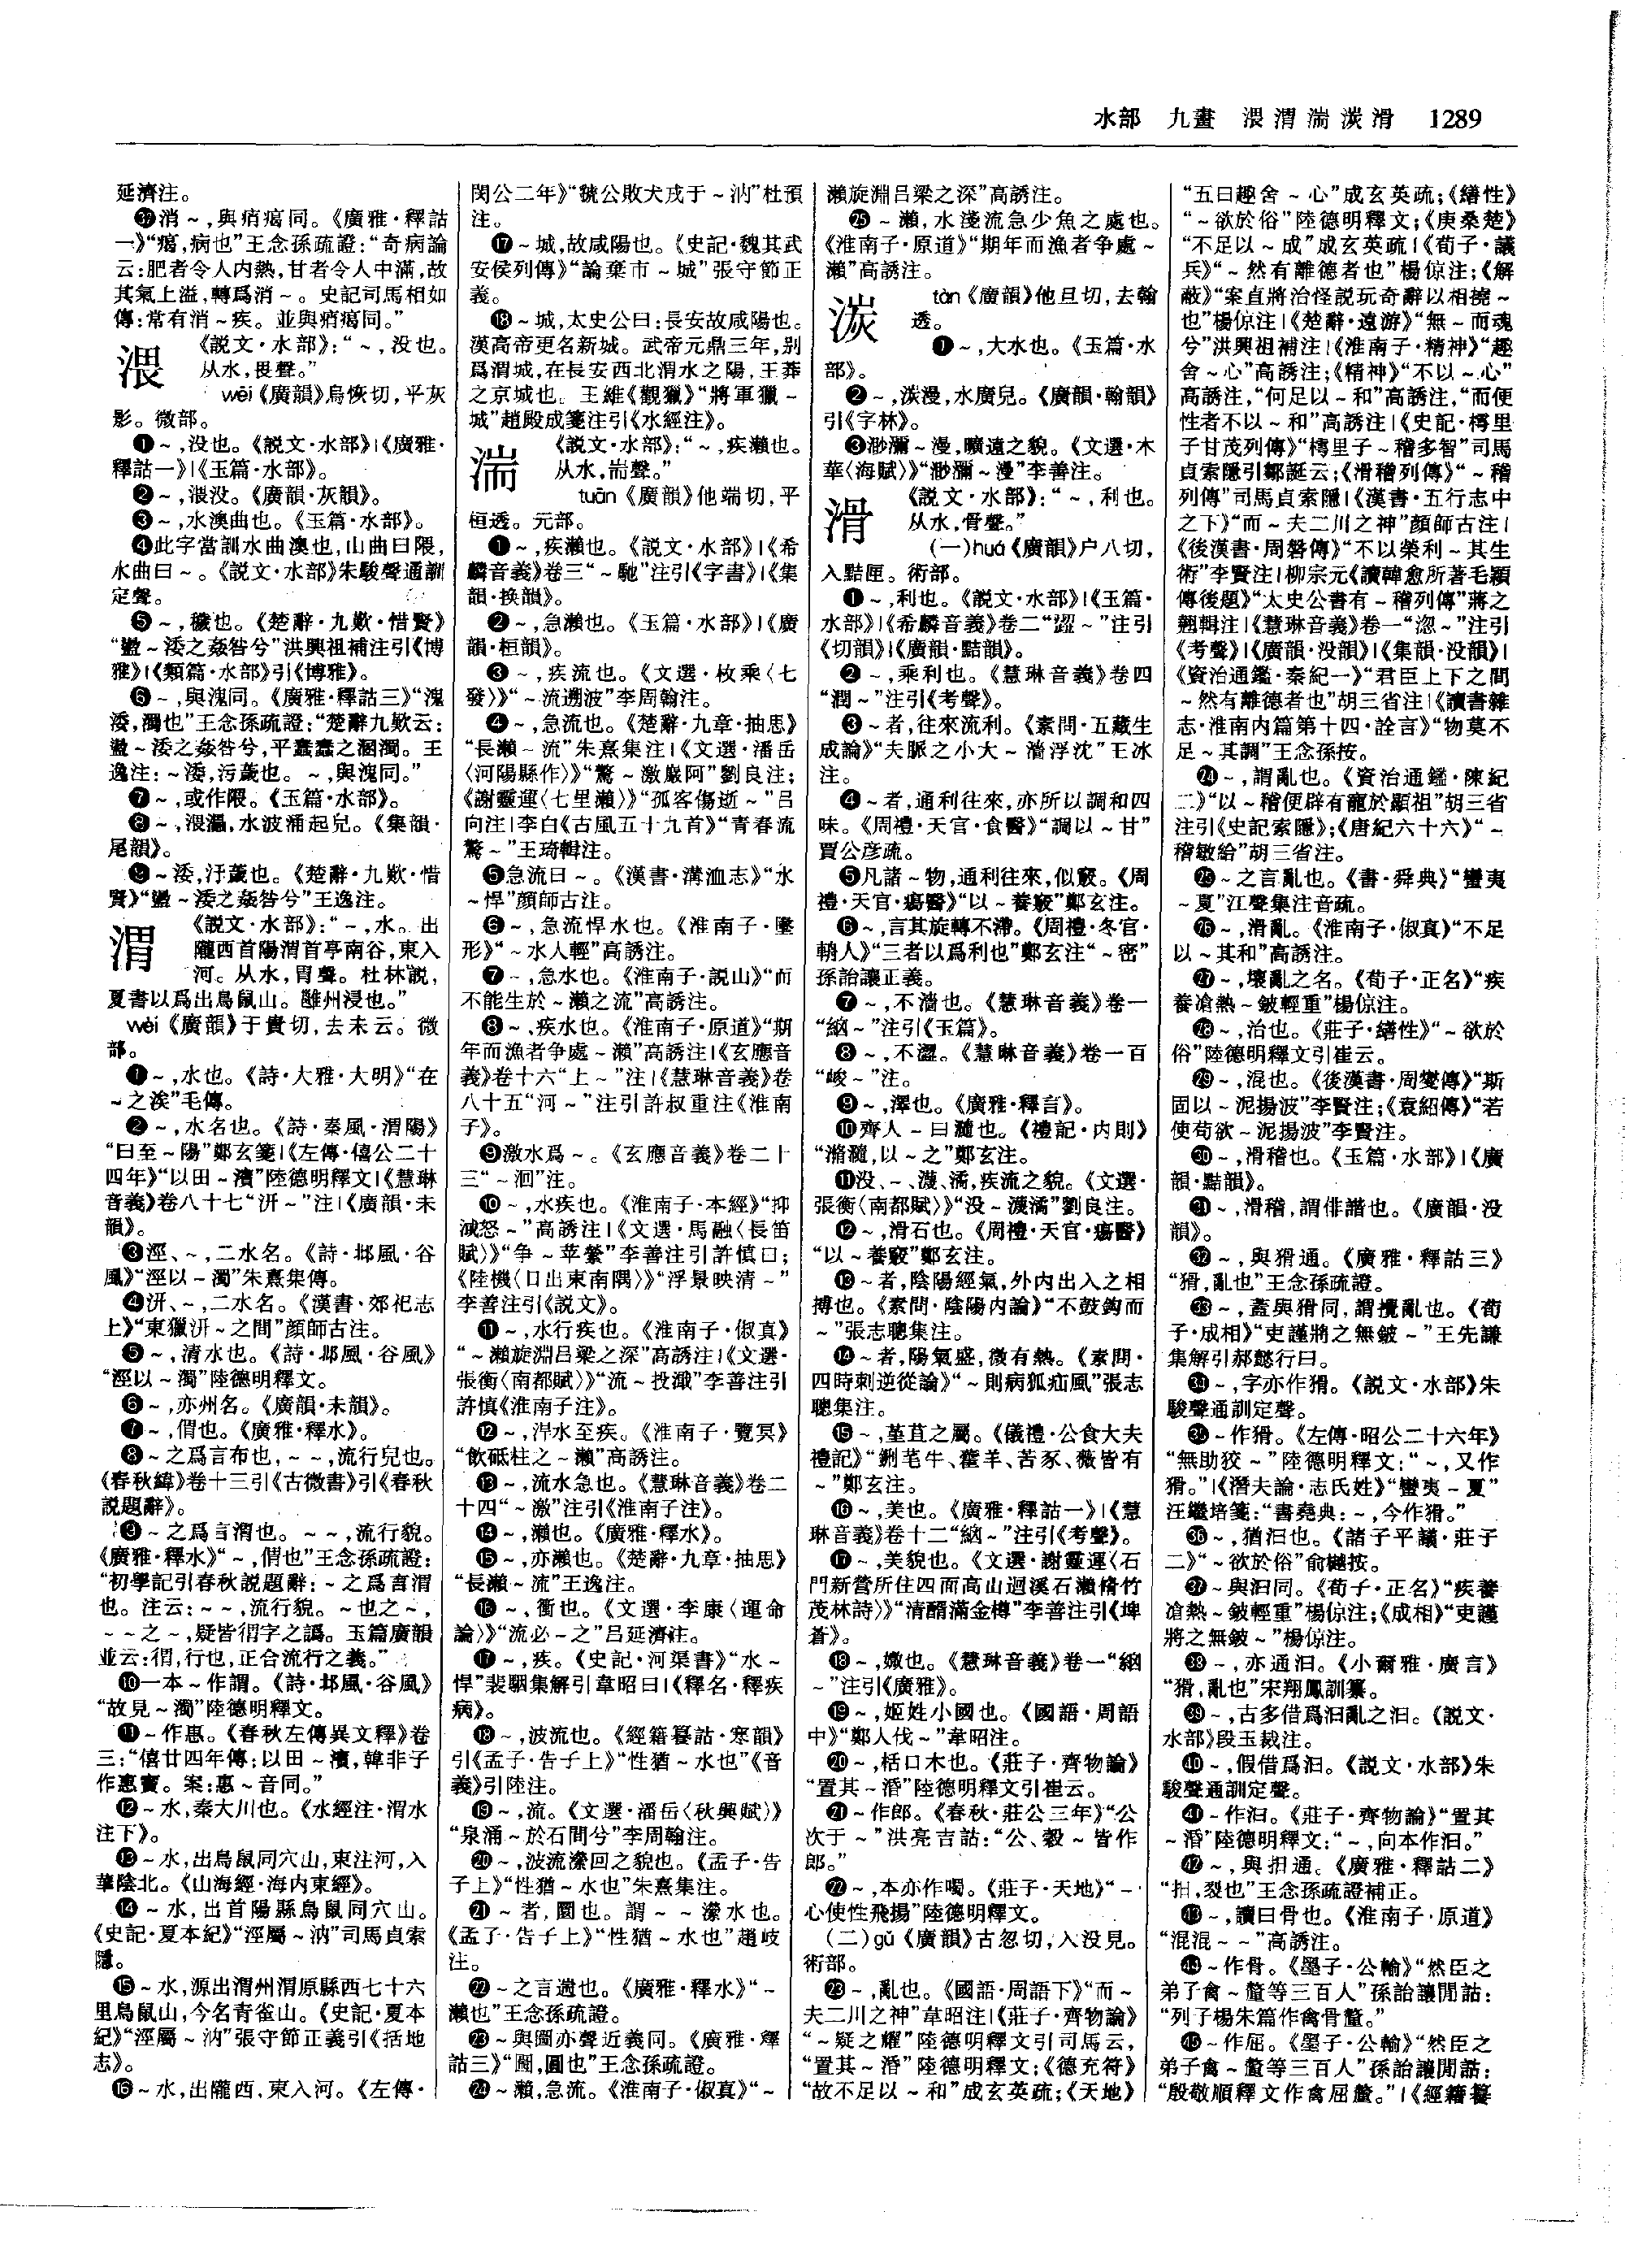 水部　九畫　渨渭湍湠滑　1289
延濟注。
㊲消～,與痟㾐同。《廣雅·釋詁
一》“㾐,病也”王念孫疏證:“奇病論
云:肥者令人内熱,甘者令人中滿,故
其氣上溢,轉爲消～。史記司馬相如
傳:常有消～疾。並與痟㾐同。”
渨
《説文·水部》:“～,没也。
从水,畏聲。”
wēi《廣韻》烏恢切,平灰
影。微部。
❶～,没也。《説文·水部》|《廣雅·
釋詁一》|《玉篇·水部》。
❷～,渨没。《廣韻·灰韻》。
❸～,水澳曲也。《玉篇·水部》。
❹此字當訓水曲澳也,山曲曰隈,
水曲曰～。《説文·水部》朱駿聲通訓
定聲。
❺～,穢也。《楚辭·九歎·惜賢》
“盪～涹之姦咎兮”洪興祖補注引《博
雅》|《類篇·水部》引《博雅》。
❻～,與溾同。《廣雅·釋詁三》“溾
涹,濁也”王念孫疏證:“楚辭九歎云:
盪～涹之姦咎兮,平蠢蠢之溷濁。王
逸注:～涹,污薉也。～,與溾同。”
❼～,或作隈。《玉篇·水部》。
❽～,渨㵽,水波涌起皃。《集韻·
尾韻》。
❾～涹,汙薉也。《楚辭·九歎·惜
賢》“盪～涹之姦咎兮”王逸注。
渭
《説文·水部》:“～,水。出
隴西首陽渭首亭南谷,東入
河。从水,胃聲。杜林説,
夏書以爲出鳥鼠山。雝州浸也。”
wèi《廣韻》于貴切,去未云。微
部。
❶～,水也。《詩·大雅·大明》“在
～之涘”毛傳。
❷～,水名也。《詩·秦風·渭陽》
“曰至～陽”鄭玄箋|《左傳·僖公二十
四年》“以田～濱”陸德明釋文|《慧琳
音義》卷八十七“汧～”注|《廣韻·未
韻》。
❸涇、～,二水名。《詩·邶風·谷
風》“涇以～濁”朱熹集傳。
❹汧、～,二水名。《漢書·郊祀志
上》“東獵汧～之間”顔師古注。
❺～,清水也。《詩·邶風·谷風》
“涇以～濁”陸德明釋文。
❻～,亦州名。《廣韻·未韻》。
❼～,㥜也。《廣雅·釋水》。
❽～之爲言布也,～～,流行皃也。
《春秋緯》卷十三引《古微書》引《春秋
説題辭》。
❾～之爲言渭也。～～,流行貌。
《廣雅·釋水》“～,㥜也”王念孫疏證:
“初學記引春秋説題辭:～之爲言渭
也。注云:～～,流行貌。～也之～,
～～之～,疑皆㥜字之譌。玉篇廣韻
並云:㥜,行也,正合流行之義。”
❿一本～作謂。《詩·邶風·谷風》
“故見～濁”陸德明釋文。
⓫～作惠。《春秋左傳異文釋》卷
三:“僖廿四年傳:以田～濱,韓非子
作惠竇。案:惠～音同。”
⓬～水,秦大川也。《水經注·渭水
注下》。
⓭～水,出鳥鼠同穴山,東注河,入
華陰北。《山海經·海内東經》。
⓮～水,出首陽縣鳥鼠同穴山。
《史記·夏本紀》“涇屬～汭”司馬貞索
隱。
⓯～水,源出渭州渭原縣西七十六
里鳥鼠山,今名青雀山。《史記·夏本
紀》“涇屬～汭”張守節正義引《括地
志》。
⓰～水,出隴西,東入河。《左傳·
閔公二年》“虢公敗犬戎于～汭”杜預
注。
⓱～城,故咸陽也。《史記·魏其武
安侯列傳》“論棄市～城”張守節正
義。
⓲～城,太史公曰:長安故咸陽也。
漢高帝更名新城。武帝元鼎三年,别
爲渭城,在長安西北渭水之陽,王莽
之京城也。王維《觀獵》“將軍獵～
城”趙殿成箋注引《水經注》。
湍
《説文·水部》:“～,疾瀨也。
从水,耑聲。”
tuān《廣韻》他端切,平
桓透。元部。
❶～,疾瀨也。《説文·水部》|《希
麟音義》卷三“～馳”注引《字書》|《集
韻·换韻》。
❷～,急瀨也。《玉篇·水部》|《廣
韻·桓韻》。
❸～,疾流也。《文選·枚乘〈七
發〉》“～流遡波”李周翰注。
❹～,急流也。《楚辭·九章·抽思》
“長瀨～流”朱熹集注|《文選·潘岳
〈河陽縣作〉》“驚～激巖阿”劉良注;
《謝靈運〈七里瀨〉》“孤客傷逝～”吕
向注|李白《古風五十九首》“青春流
驚～”王琦輯注。
❺急流曰～。《漢書·溝洫志》“水
～悍”顔師古注。
❻～,急流悍水也。《淮南子·墬
形》“～水人輕”高誘注。
❼～,急水也。《淮南子·説山》“而
不能生於～瀨之流”高誘注。
❽～,疾水也。《淮南子·原道》“期
年而漁者争處～瀨”高誘注|《玄應音
義》卷十六“上～”注|《慧琳音義》卷
八十五“河～”注引許叔重注《淮南
子》。
❾激水爲～。《玄應音義》卷二十
三“～洄”注。
❿～,水疾也。《淮南子·本經》“抑
減怒～”高誘注|《文選·馬融〈長笛
賦〉》“争～苹縈”李善注引許慎曰;
《陸機〈日出東南隅〉》“浮景映清～”
李善注引《説文》。
⓫～,水行疾也。《淮南子·俶真》
“～瀨旋淵吕梁之深”高誘注|《文選·
張衡〈南都賦〉》“流～投濈”李善注引
許慎《淮南子注》。
⓬～,浑水至疾。《淮南子·覽冥》
“飲砥柱之～瀨”高誘注。
⓭～,流水急也。《慧琳音義》卷二
十四“～激”注引《淮南子注》。
⓮～,瀨也。《廣雅·釋水》。
⓯～,亦瀨也。《楚辭·九章·抽思》
“長瀨～流”王逸注。
⓰～,衝也。《文選·李康〈運命
論〉》“流必～之”吕延濟注。
⓱～,疾。《史記·河渠書》“水～
悍”裴駰集解引韋昭曰|《釋名·釋疾
病》。
⓲～,波流也。《經籍籑詁·寒韻》
引《孟子·告子上》“性猶～水也”《音
義》引陸注。
⓳～,流。《文選·潘岳〈秋興賦〉》
“泉涌～於石間兮”李周翰注。
⓴～,波流瀠回之貌也。《孟子·告
子上》“性猶～水也”朱熹集注。
㉑～者,圜也。謂～～瀠水也。
《孟子·告子上》“性猶～水也”趙岐
注。
㉒～之言遄也。《廣雅·釋水》“～
瀨也”王念孫疏證。
㉓～與圌亦聲近義同。《廣雅·釋
詁三》“圌,圓也”王念孫疏證。
㉔～瀨,急流。《淮南子·俶真》“～
瀨旋淵吕梁之深”高誘注。
㉕～瀨,水淺流急少魚之處也。
《淮南子·原道》“期年而漁者争處～
瀨”高誘注。
湠
tàn《廣韻》他旦切,去翰
透。
❶～,大水也。《玉篇·水
部》。
❷～,湠漫,水廣皃。《廣韻·翰韻》
引《字林》。
❸渺瀰～漫,曠遠之貌。《文選·木
華〈海賦〉》“渺瀰～漫”李善注。
滑
《説文·水部》:“～,利也。
从水,骨聲。”
(一)huá《廣韻》户八切,
入黠匣。術部。
❶～,利也。《説文·水部》|《玉篇·
水部》|《希麟音義》卷二“澀～”注引
《切韻》|《廣韻·黠韻》。
❷～,乘利也。《慧琳音義》卷四
“潤～”注引《考聲》。
❸～者,往來流利。《素問·五藏生
成論》“夫脈之小大～濇浮沈”王冰
注。
❹～者,通利往來,亦所以調和四
味。《周禮·天官·食醫》“調以～甘”
賈公彦疏。
❺凡諸～物,通利往來,似竅。《周
禮·天官·瘍醫》“以～養竅”鄭玄注。
❻～,言其旋轉不滯。《周禮·冬官·
輈人》“三者以爲利也”鄭玄注“～密”
孫詒讓正義。
❼～,不濇也。《慧琳音義》卷一
“細～”注引《玉篇》。
❽～,不澀。《慧琳音義》卷一百
“峻～”注。
❾～,澤也。《廣雅·釋言》。
❿齊人～曰瀡也。《禮記·内則》
“滫瀡,以～之”鄭玄注。
⓫没、～、瀎、潏,疾流之貌。《文選·
張衡〈南都賦〉》“没～瀎潏”劉良注。
⓬～,滑石也。《周禮·天官·瘍醫》
“以～養竅”鄭玄注。
⓭～者,陰陽經氣,外内出入之相
搏也。《素問·陰陽内論》“不鼓鉤而
～”張志聰集注。
⓮～者,陽氣盛,微有熱。《素問·
四時刺逆從論》“～則病狐疝風”張志
聰集注。
⓯～,堇荁之屬。《儀禮·公食大夫
禮記》“鉶芼牛、藿羊、苦豕、薇皆有
～”鄭玄注。
⓰～,美也。《廣雅·釋詁一》|《慧
琳音義》卷十二“細～”注引《考聲》。
⓱～,美貌也。《文選·謝靈運〈石
門新營所住四面高山迴溪石瀨脩竹
茂林詩〉》“清醑滿金樽”李善注引《埤
蒼》。
⓲～,嫩也。《慧琳音義》卷一“細
～”注引《廣雅》。
⓳～,姬姓小國也。《國語·周語
中》“鄭人伐～”韋昭注。
⓴～,栝口木也。《莊子·齊物論》
“置其～湣”陸德明釋文引崔云。
㉑～作郎。《春秋·莊公三年》“公
次于～”洪亮吉詁:“公、穀～皆作
郎。”
㉒～,本亦作噣。《莊子·天地》“～
心使性飛揚”陸德明釋文。
(二)gǔ《廣韻》古忽切,入没見。
術部。
㉓～,亂也。《國語·周語下》“而～
夫二川之神”韋昭注|《莊子·齊物論》
“～疑之耀”陸德明釋文引司馬云,
“置其～湣”陸德明釋文;《德充符》
“故不足以～和”成玄英疏;《天地》
“五曰趣舍～心”成玄英疏;《繕性》
“～欲於俗”陸德明釋文;《庚桑楚》
“不足以～成”成玄英疏|《荀子·議
兵》“～然有離德者也”楊倞注;《解
蔽》“案直將治怪説玩奇辭以相撓～
也”楊倞注|《楚辭·遠游》“無～而魂
兮”洪興祖補注|《淮南子·精神》“趣
舍～心”高誘注;《精神》“不以～心”
高誘注,“何足以～和”高誘注,“而便
性者不以～和”高誘注|《史記·樗里
子甘茂列傳》“樗里子～稽多智”司馬
貞索隱引鄒誕云;《滑稽列傳》“～稽
列傳”司馬貞索隱|《漢書·五行志中
之下》“而～夫二川之神”顔師古注|
《後漢書·周磐傳》“不以榮利～其生
術”李賢注|柳宗元《讀韓愈所著毛穎
傳後題》“太史公書有～稽列傳”蔣之
翹輯注|《慧琳音義》卷一“淴～”注引
《考聲》|《廣韻·没韻》|《集韻·没韻》|
《資治通鑑·秦紀一》“君臣上下之間
～然有離德者也”胡三省注|《讀書雜
志·淮南内篇第十四·詮言》“物莫不
足～其調”王念孫按。
㉔～,謂亂也。《資治通鑑·陳紀
二》“以～稽便辟有寵於顯祖”胡三省
注引《史記索隱》;《唐紀六十六》“～
稽敏給”胡三省注。
㉕～之言亂也。《書·舜典》“蠻夷
～夏”江聲集注音疏。
㉖～,滑亂。《淮南子·俶真》“不足
以～其和”高誘注。
㉗～,壞亂之名。《荀子·正名》“疾
養凔熱～鈹輕重”楊倞注。
㉘～,治也。《莊子·繕性》“～欲於
俗”陸德明釋文引崔云。
㉙～,混也。《後漢書·周燮傳》“斯
固以～泥揚波”李賢注;《袁紹傳》“若
使苟欲～泥揚波”李賢注。
㉚～,滑稽也。《玉篇·水部》|《廣
韻·黠韻》。
㉛～,滑稽,謂俳諧也。《廣韻·没
韻》。
㉜～,與猾通。《廣雅·釋詁三》
“猾,亂也”王念孫疏證。
㉝～,蓋與猾同,謂攪亂也。《荀
子·成相》“吏謹將之無鈹～”王先謙
集解引郝懿行曰。
㉞～,字亦作猾。《説文·水部》朱
駿聲通訓定聲。
㉟～作猾。《左傳·昭公二十六年》
“無助狡～”陸德明釋文:“～,又作
猾。”|《潛夫論·志氏姓》“蠻夷～夏”
汪繼培箋:“書堯典:～,今作猾。”
㊱～,猶汩也。《諸子平議·莊子
二》“～欲於俗”俞樾按。
㊲～與汩同。《荀子·正名》“疾養
凔熱～鈹輕重”楊倞注;《成相》“吏謹
將之無鈹～”楊倞注。
㊳～,亦通汩。《小爾雅·廣言》
“猾,亂也”宋翔鳳訓纂。
㊴～,古多借爲汩亂之汩。《説文·
水部》段玉裁注。
㊵～,假借爲汩。《説文·水部》朱
駿聲通訓定聲。
㊶～作汩。《莊子·齊物論》“置其
～湣”陸德明釋文:“～,向本作汩。”
㊷～,與抇通。《廣雅·釋詁二》
“抇,裂也”王念孫疏證補正。
㊸～,讀曰骨也。《淮南子·原道》
“混混～～”高誘注。
㊹～作骨。《墨子·公輸》“然臣之
弟子禽～釐等三百人”孫詒讓閒詁:
“列子楊朱篇作禽骨釐。”
㊺～作屈。《墨子·公輸》“然臣之
弟子禽～釐等三百人”孫詒讓閒詁:
“殷敬順釋文作禽屈釐。”|《經籍籑